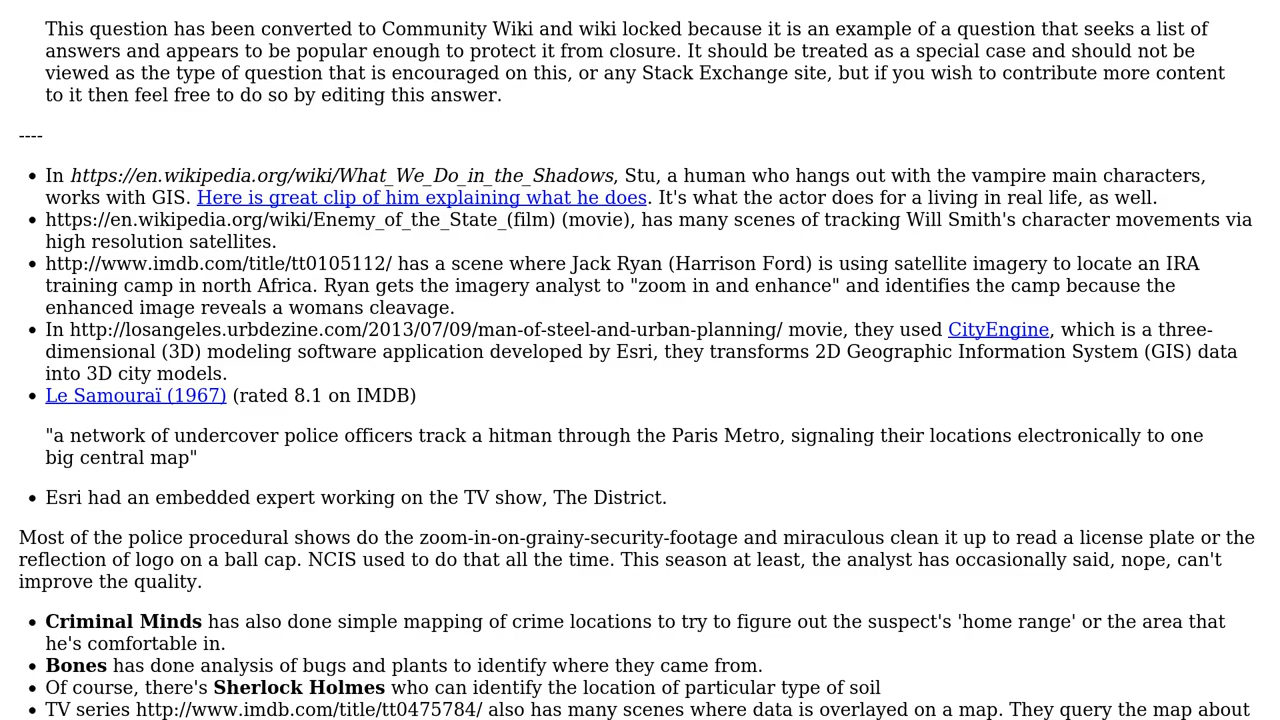 This question has been converted to Community Wiki and wiki locked because it is an example of a question that seeks a list of
answers and appears to be popular enough to protect it from closure. It should be treated as a special case and should not be
viewed as the type of question that is encouraged on this, or any Stack Exchange site, but if you wish to contribute more content
to it then feel free to do so by editing this answer.
----
• In https://en.wikipedia.org/wiki/What_We_Do_in_the_Shadows, Stu, a human who hangs out with the vampire main characters,
works with GIS. Here is great clip of him explaining what he does. It's what the actor does for a living in real life, as well.
• https://en.wikipedia.org/wiki/Enemy_of_the_State_(film) (movie), has many scenes of tracking Will Smith's character movements via
high resolution satellites.
• http://www.imdb.com/title/tt0105112/ has a scene where Jack Ryan (Harrison Ford) is using satellite imagery to locate an IRA
training camp in north Africa. Ryan gets the imagery analyst to "zoom in and enhance" and identifies the camp because the
enhanced image reveals a womans cleavage.
• In http://losangeles.urbdezine.com/2013/07/09/man-of-steel-and-urban-planning/ movie, they used CityEngine, which is a three-
dimensional (3D) modeling software application developed by Esri, they transforms 2D Geographic Information System (GIS) data
into 3D city models.
• Le Samouraï (1967) (rated 8.1 on IMDB)
"a network of undercover police officers track a hitman through the Paris Metro, signaling their locations electronically to one
big central map"
• Esri had an embedded expert working on the TV show, The District.
Most of the police procedural shows do the zoom-in-on-grainy-security-footage and miraculous clean it up to read a license plate or the
reflection of logo on a ball cap. NCIS used to do that all the time. This season at least, the analyst has occasionally said, nope, can't
improve the quality.
• Criminal Minds has also done simple mapping of crime locations to try to figure out the suspect's 'home range' or the area that
he's comfortable in.
• Bones has done analysis of bugs and plants to identify where they came from.
• Of course, there's Sherlock Holmes who can identify the location of particular type of soil
• TV series http://www.imdb.com/title/tt0475784/ also has many scenes where data is overlayed on a map. They query the map about